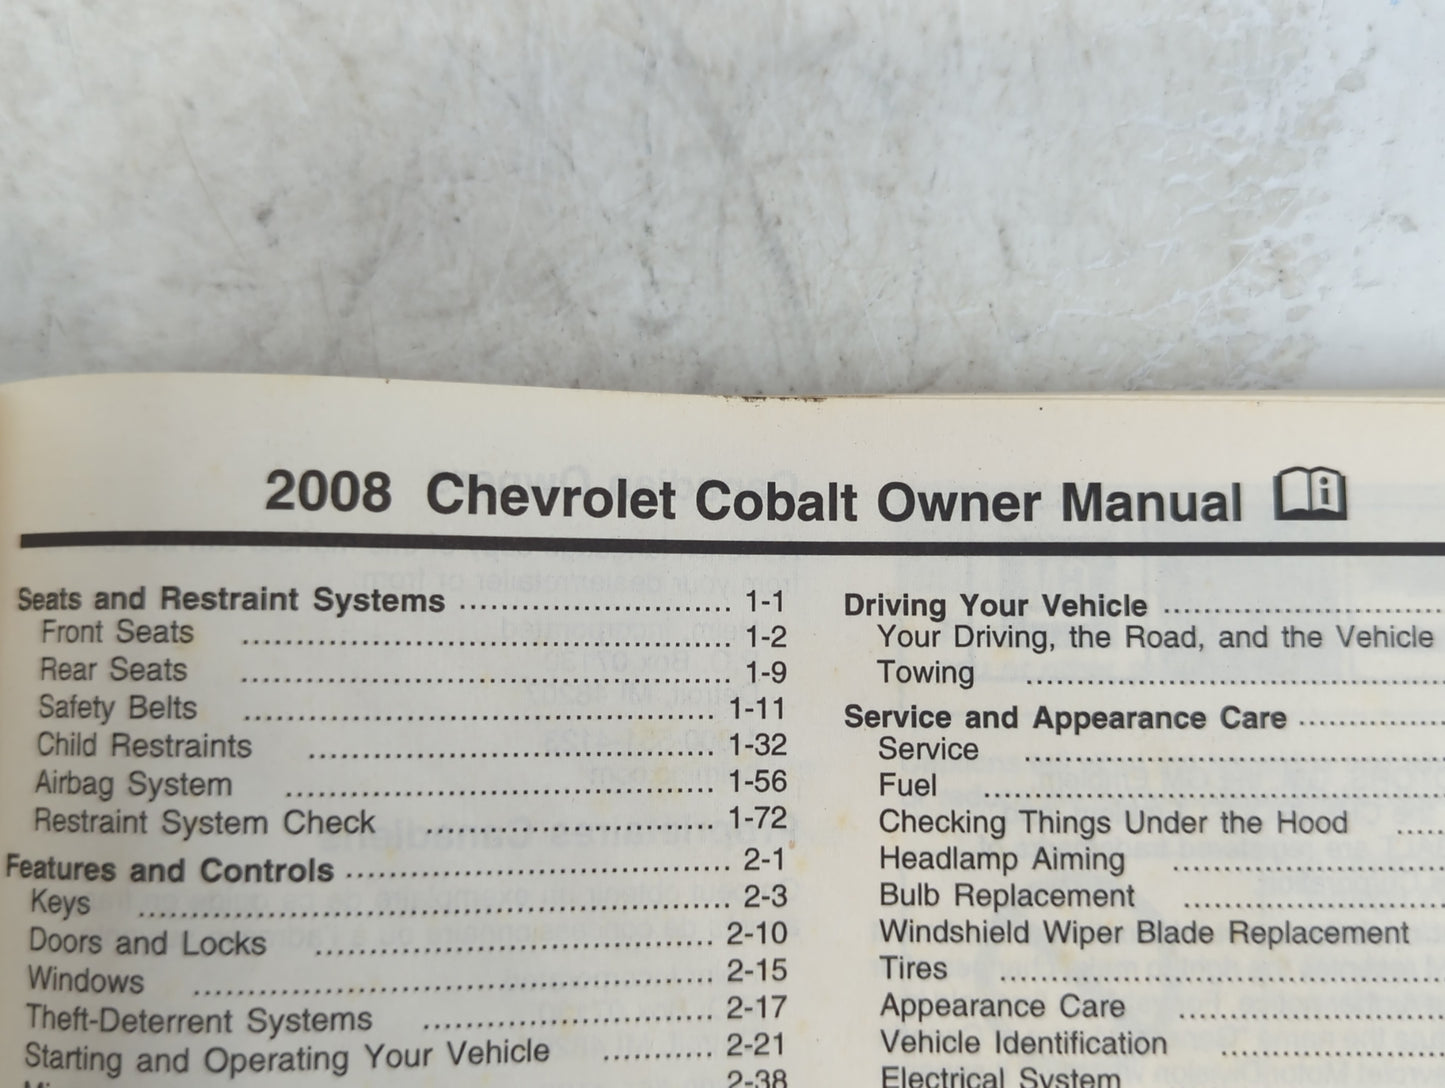 2008 Chevrolet Cobalt Owner Manual
Seats and Restraint Systems ........................... 1-1
Front Seats ........................................... 1-2
Rear Seats ........................................... 1-9
Safety Belts ........................................ 1-11
Child Restraints .................................. 1-32
Airbag System .................................... 1-56
Restraint System Check ........................ 1-72
Features and Controls .................................. 2-1
Keys .................................................... 2-3
Doors and Locks ................................. 2-10
Windows ............................................ 2-15
Theft-Deterrent Systems ........................ 2-17
Starting and Operating Your Vehicle .......... 2-21
2-38
Driving Your Vehicle ..........................
Your Driving, the Road, and the Vehicle
Towing .......................................
Service and Appearance Care .............
Service .......................................
Fuel ..........................................
Checking Things Under the Hood .....
Headlamp Aiming .........................
Bulb Replacement ........................
Windshield Wiper Blade Replacement
Tires .........................................
Appearance Care ........................
Vehicle Identification ....................
Electrical System